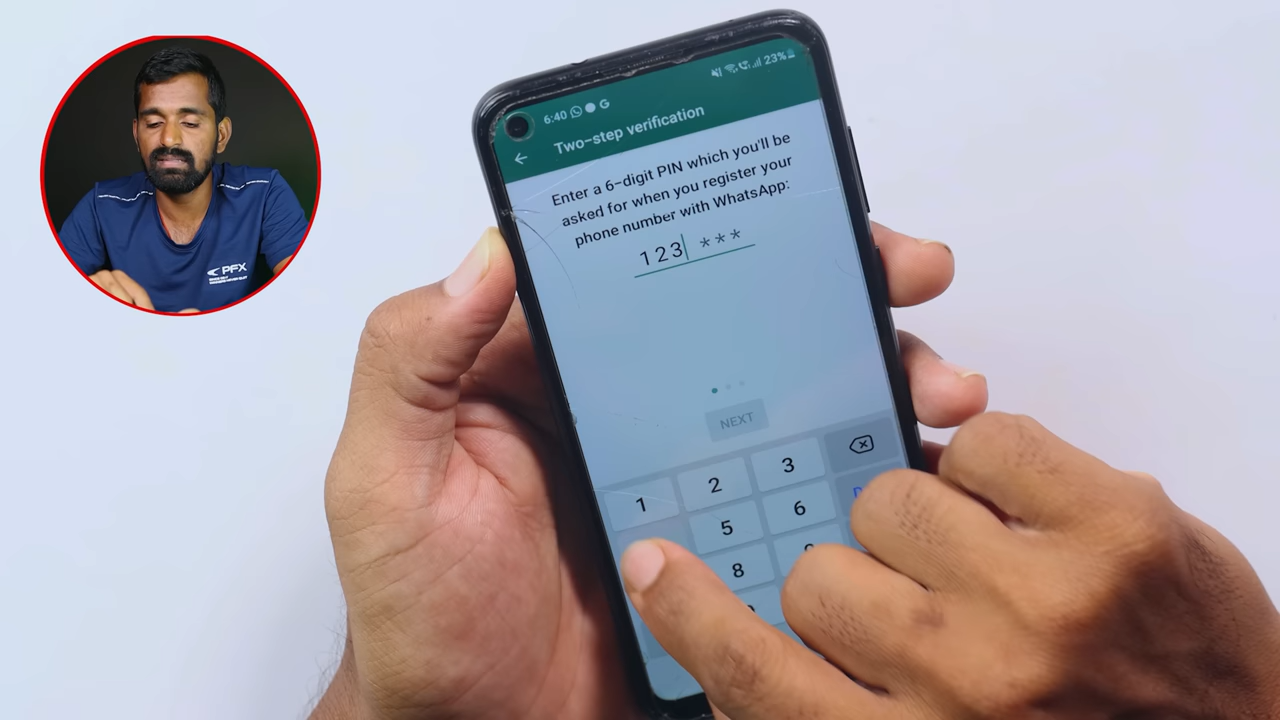 6:40 G 23%
Two-step verification
Enter a 6-digit PIN which you'll be
asked for when you register your
phone number with WhatsApp:
123 ***
NEXT
1 2 3
5 6
8
PFX